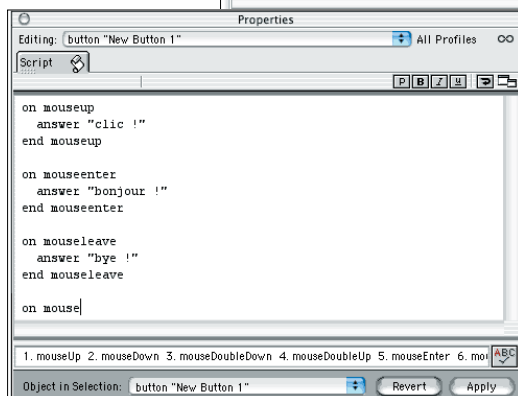 Properties
Editing: button "New Button 1" All Profiles
Script
P B I U
on mouseup
answer "clic !"
end mouseup
on mouseenter
answer "bonjour !"
end mouseenter
on mouseleave
answer "bye !"
end mouseleave
on mouse
1. mouseUp 2. mouseDown 3. mouseDoubleDown 4. mouseDoubleUp 5. mouseEnter 6. mou ABC
Object in Selection: button "New Button 1" Revert Apply